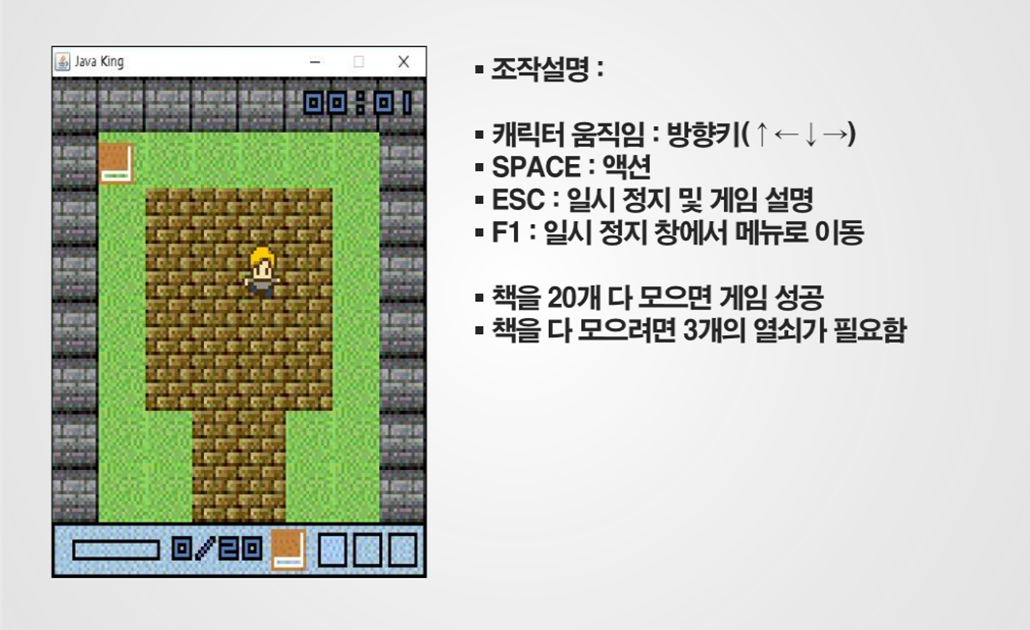 Java King
00:01
0/20
▪ 조작설명 :
▪ 캐릭터 움직임 : 방향키(↑←↓→)
▪ SPACE : 액션
▪ ESC : 일시 정지 및 게임 설명
▪ F1 : 일시 정지 창에서 메뉴로 이동
▪ 책을 20개 다 모으면 게임 성공
▪ 책을 다 모으려면 3개의 열쇠가 필요함